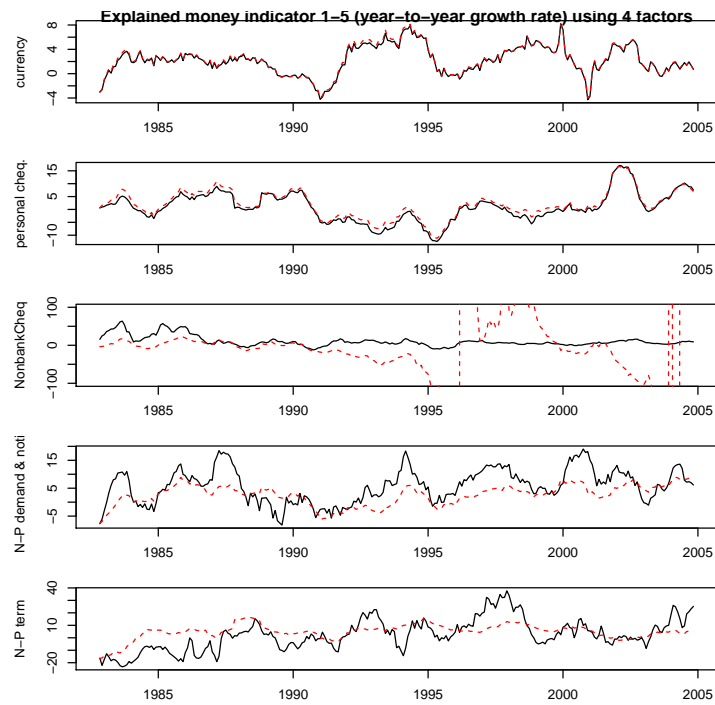 Explained money indicator 1−5 (year−to−year growth rate) using 4 factors
currency
8
4
0
−4
1985 1990 1995 2000 2005
personal cheq.
15
5
−10
1985 1990 1995 2000 2005
NonbankCheq
100
0
−100
1985 1990 1995 2000 2005
N−P demand & noti
15
5
−5
1985 1990 1995 2000 2005
N−P term
40
10
−20
1985 1990 1995 2000 2005